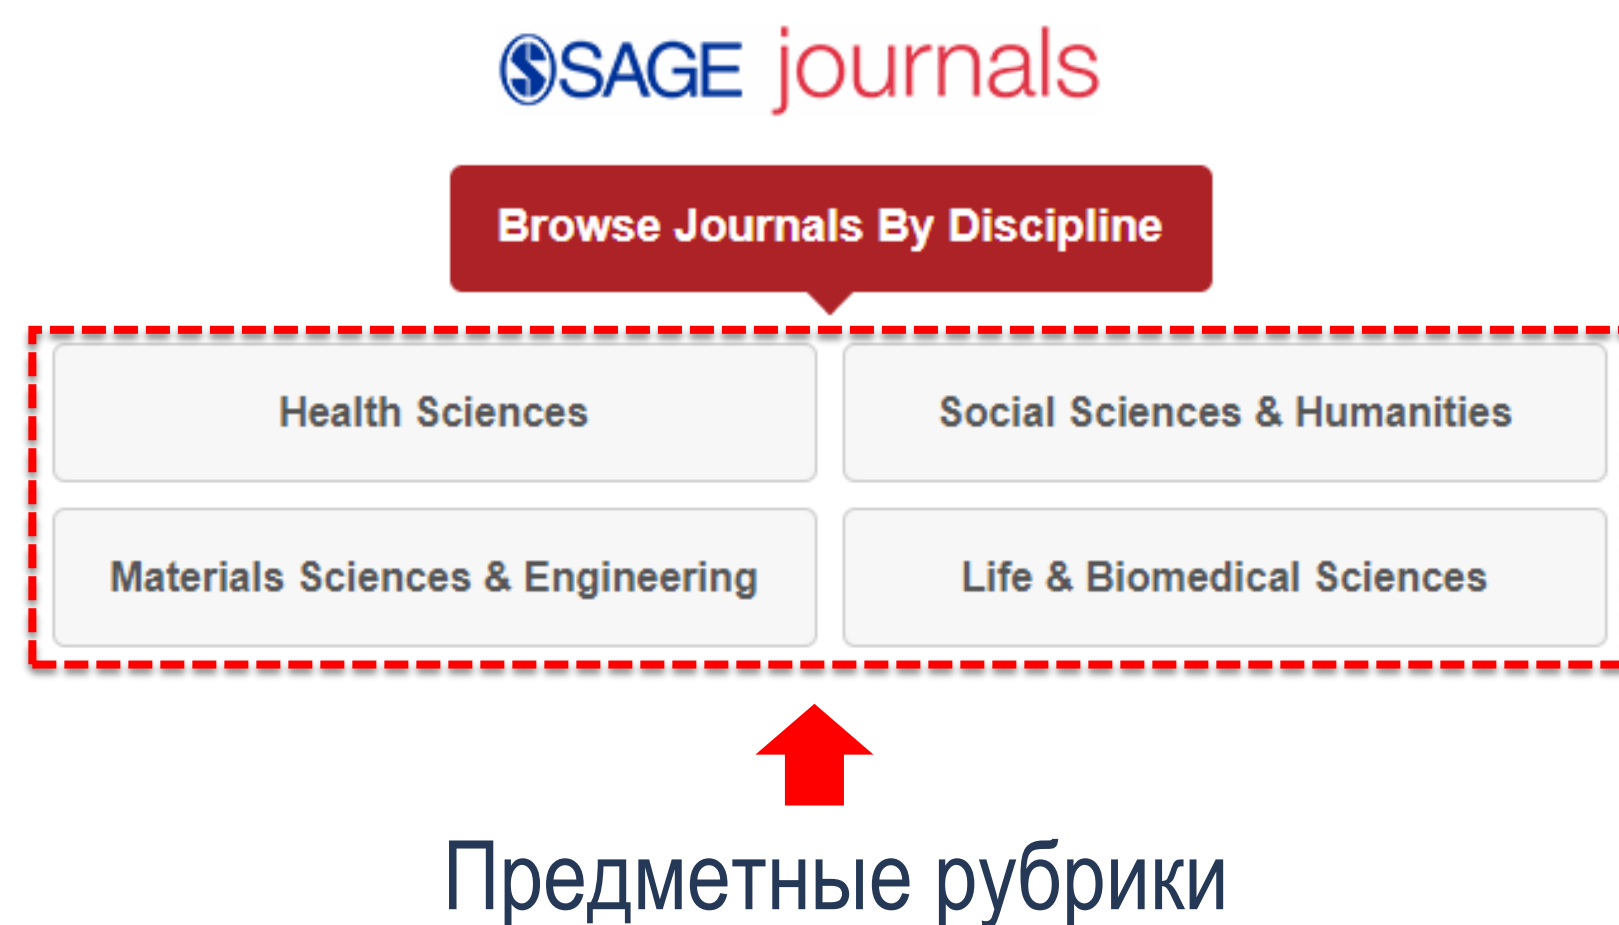 SAGE journals
Browse Journals By Discipline
Health Sciences
Social Sciences & Humanities
Materials Sciences & Engineering
Life & Biomedical Sciences
Предметные рубрики